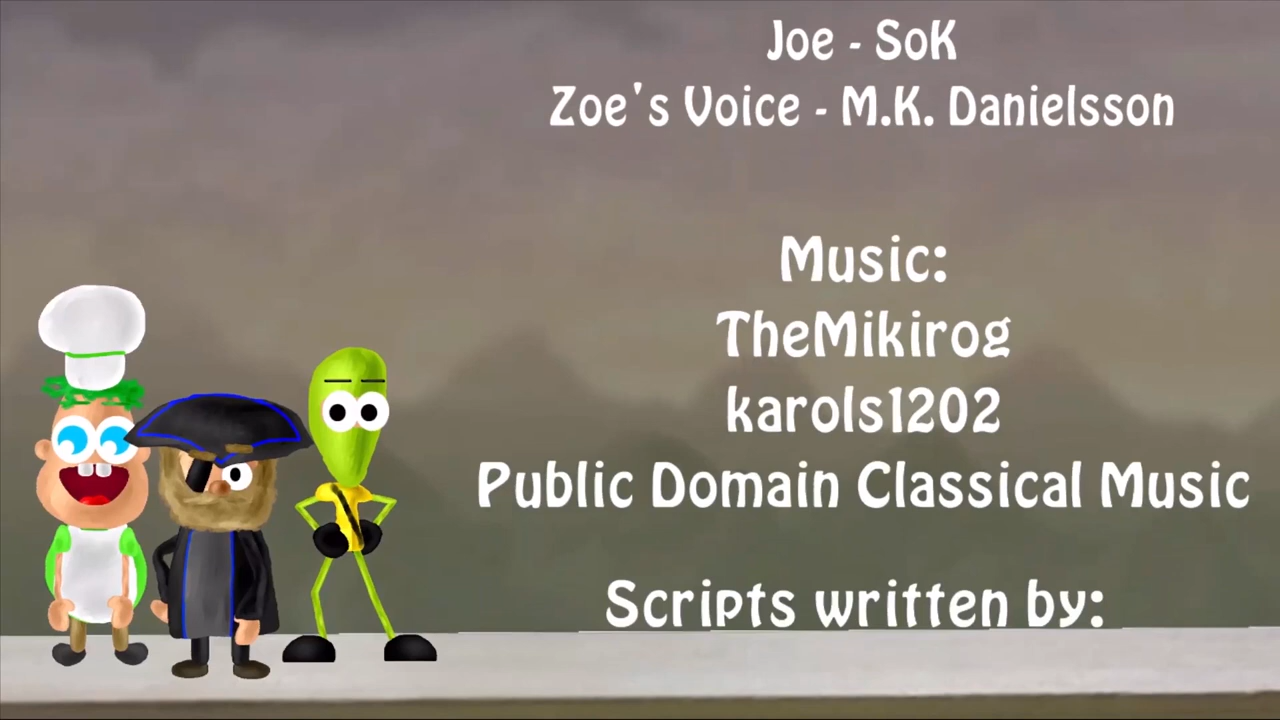 Joe - SoK
Zoe's Voice - M.K. Danielsson
Music:
TheMikirog
karols1202
Public Domain Classical Music
Scripts written by: